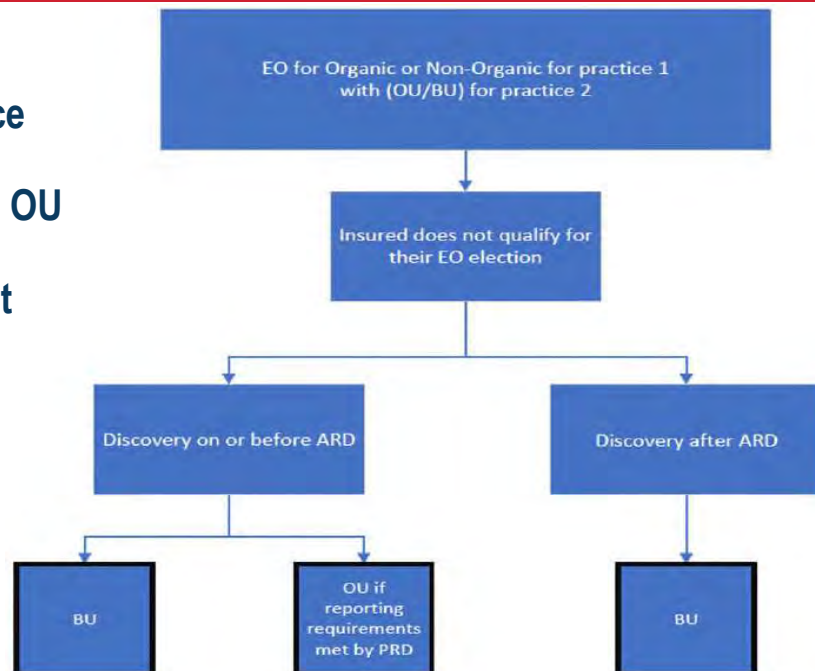 ce
OU
t
EO for Organic or Non-Organic for practice 1
with (OU/BU) for practice 2
Insured does not qualify for
their EO election
Discovery on or before ARD
Discovery after ARD
BU
OU if
reporting
requirements
met by PRD
BU